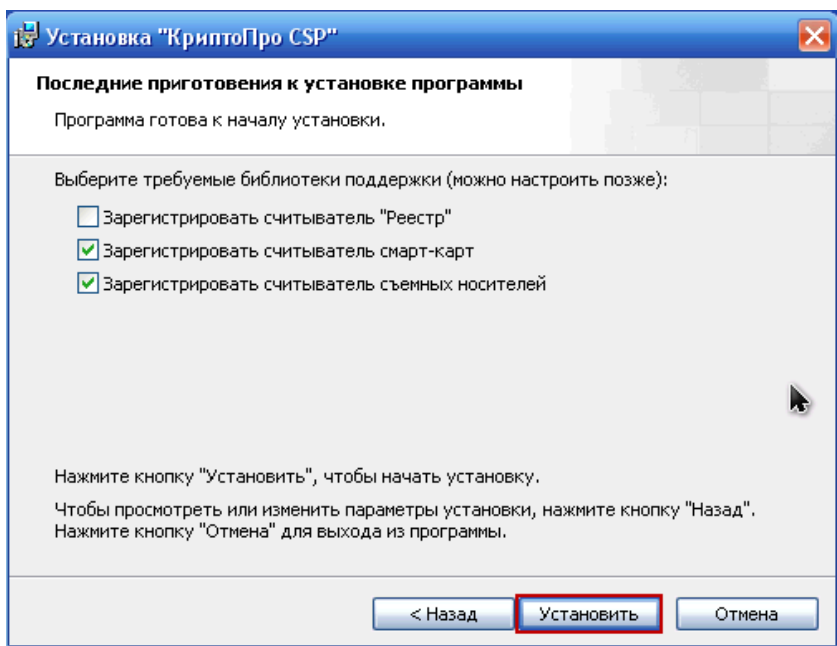 Установка "КриптоПро CSP"
Последние приготовения к установке программы
Программа готова к началу установки.
Выберите требуемые библиотеки поддержки (можно настроить позже):
Зарегистрировать считыватель "Реестр"
Зарегистрировать считыватель смарт-карт
Зарегистрировать считыватель съемных носителей
Нажмите кнопку "Установить", чтобы начать установку.
Чтобы просмотреть или изменить параметры установки, нажмите кнопку "Назад".
Нажмите кнопку "Отмена" для выхода из программы.
< Назад Установить Отмена